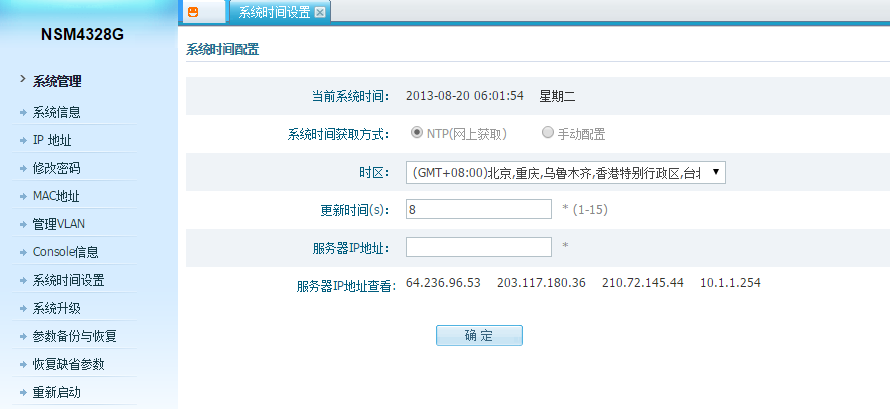 NSM4328G
系统管理
系统信息
IP 地址
修改密码
MAC地址
管理VLAN
Console信息
系统时间设置
系统升级
参数备份与恢复
恢复缺省参数
重新启动
系统时间设置
系统时间配置
当前系统时间： 2013-08-20 06:01:54 星期二
系统时间获取方式： NTP(网上获取) 手动配置
时区： (GMT+08:00)北京,重庆,乌鲁木齐,香港特别行政区,台北
更新时间(s)： 8 * (1-15)
服务器IP地址： *
服务器IP地址查看: 64.236.96.53 203.117.180.36 210.72.145.44 10.1.1.254
确 定